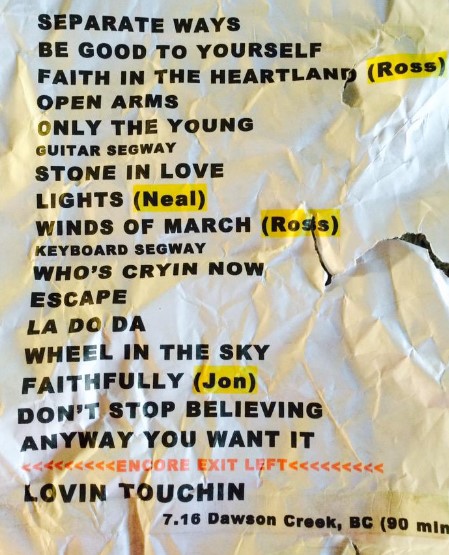 SEPARATE WAYS
BE GOOD TO YOURSELF
FAITH IN THE HEARTLAND (Ross)
OPEN ARMS
ONLY THE YOUNG
GUITAR SEGWAY
STONE IN LOVE
LIGHTS (Neal)
WINDS OF MARCH (Ross)
KEYBOARD SEGWAY
WHO'S CRYIN NOW
ESCAPE
LA DO DA
WHEEL IN THE SKY
FAITHFULLY (Jon)
DON'T STOP BELIEVING
ANYWAY YOU WANT IT
<<<<<<<<<ENCORE EXIT LEFT<<<<<<<<<
LOVIN TOUCHIN
7.16 Dawson Creek, BC (90 min